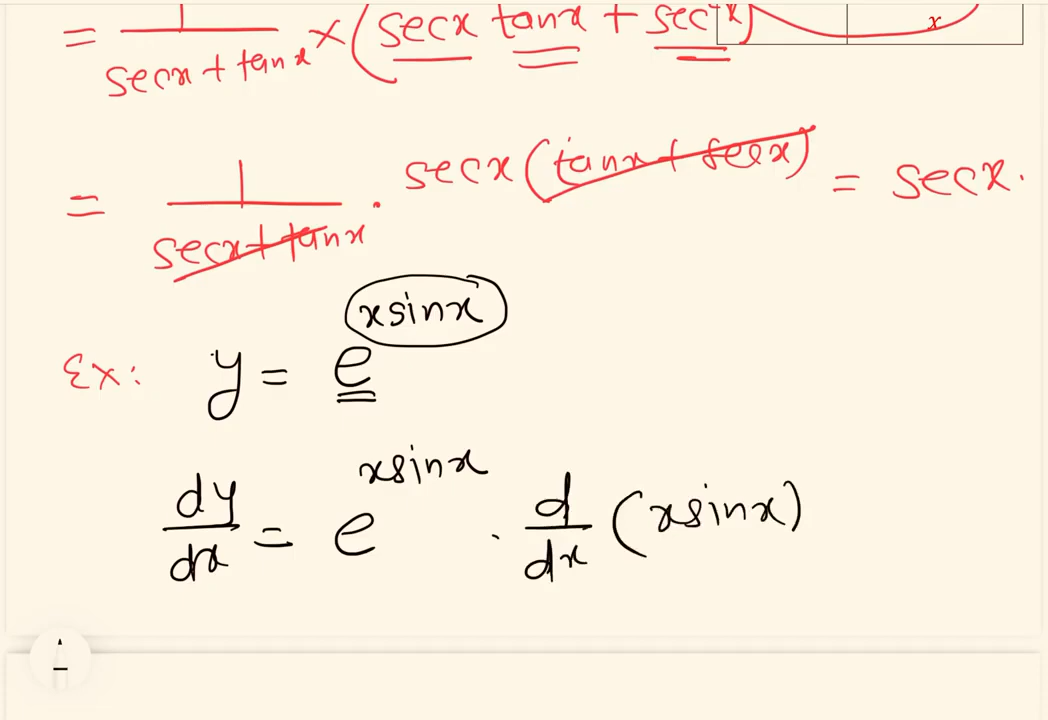 = 1/(secx + tanx) × (secx tanx + sec²x) x
= 1/(secx + tanx) · secx (tanx + secx) = secx.
Ex: y = e^(xsinx)
dy/dx = e^(xsinx) · d/dx (xsinx)